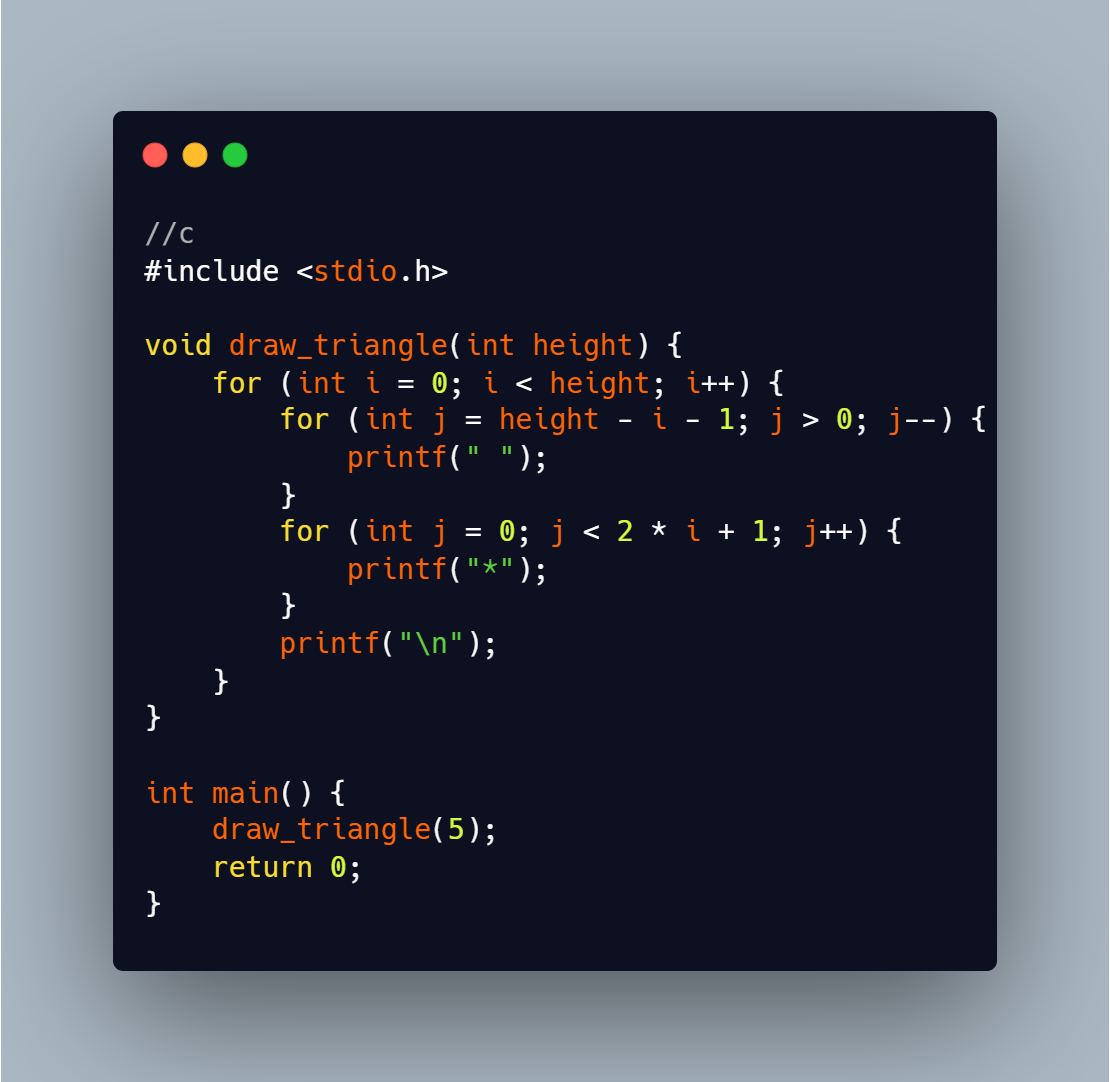 //c
#include <stdio.h>

void draw_triangle(int height) {
    for (int i = 0; i < height; i++) {
        for (int j = height - i - 1; j > 0; j--) {
            printf(" ");
        }
        for (int j = 0; j < 2 * i + 1; j++) {
            printf("*");
        }
        printf("\n");
    }
}

int main() {
    draw_triangle(5);
    return 0;
}